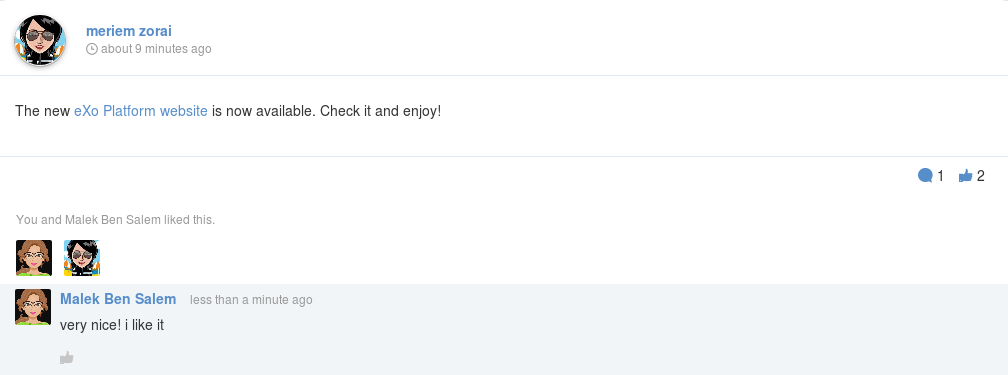 meriem zorai
about 9 minutes ago
The new eXo Platform website is now available. Check it and enjoy!
1 2
You and Malek Ben Salem liked this.
Malek Ben Salem less than a minute ago
very nice! i like it